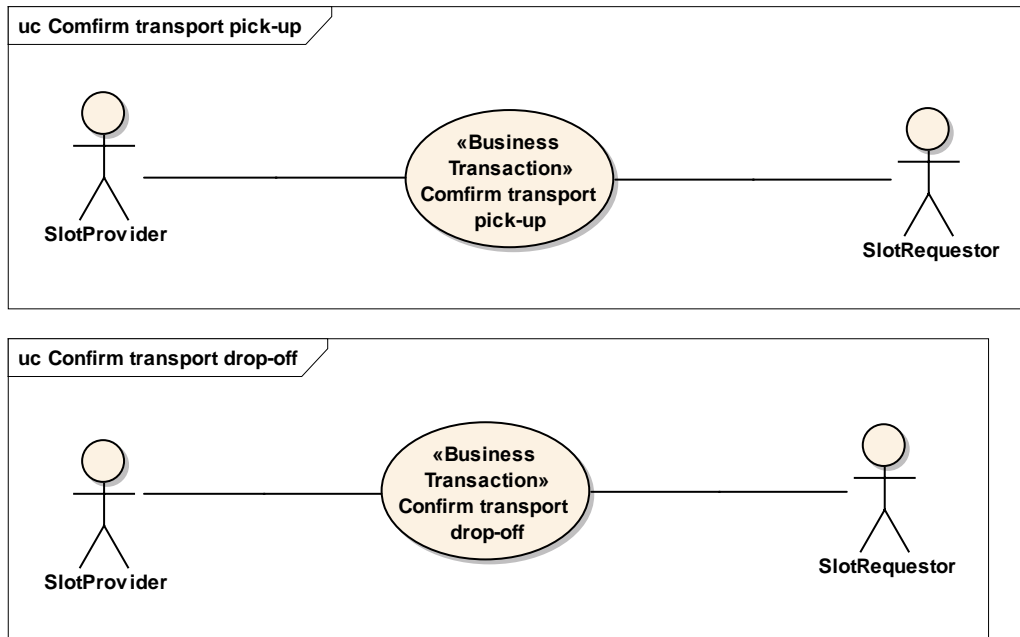 uc Comfirm transport pick-up
«Business
Transaction»
Comfirm transport
pick-up
SlotProvider
SlotRequestor
uc Confirm transport drop-off
«Business
Transaction»
Confirm transport
drop-off
SlotProvider
SlotRequestor